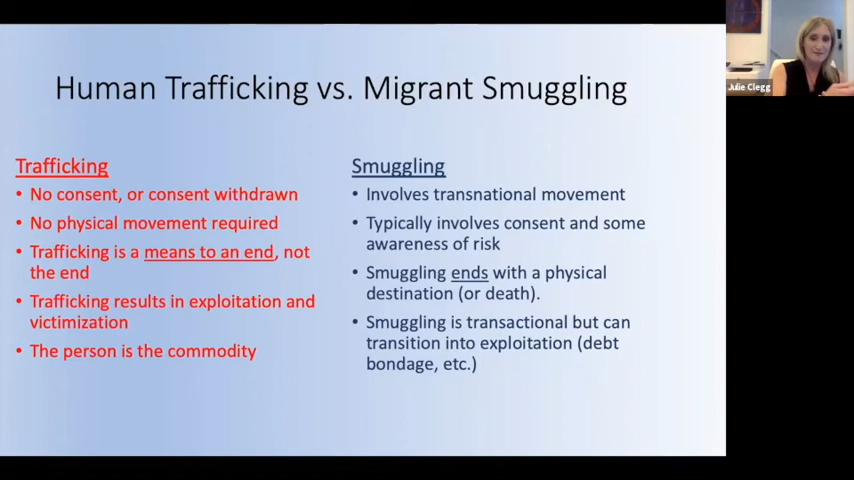 Human Trafficking vs. Migrant Smuggling
Trafficking
• No consent, or consent withdrawn
• No physical movement required
• Trafficking is a means to an end, not
the end
• Trafficking results in exploitation and
victimization
• The person is the commodity
Smuggling
• Involves transnational movement
• Typically involves consent and some
awareness of risk
• Smuggling ends with a physical
destination (or death).
• Smuggling is transactional but can
transition into exploitation (debt
bondage, etc.)
Julie Clegg